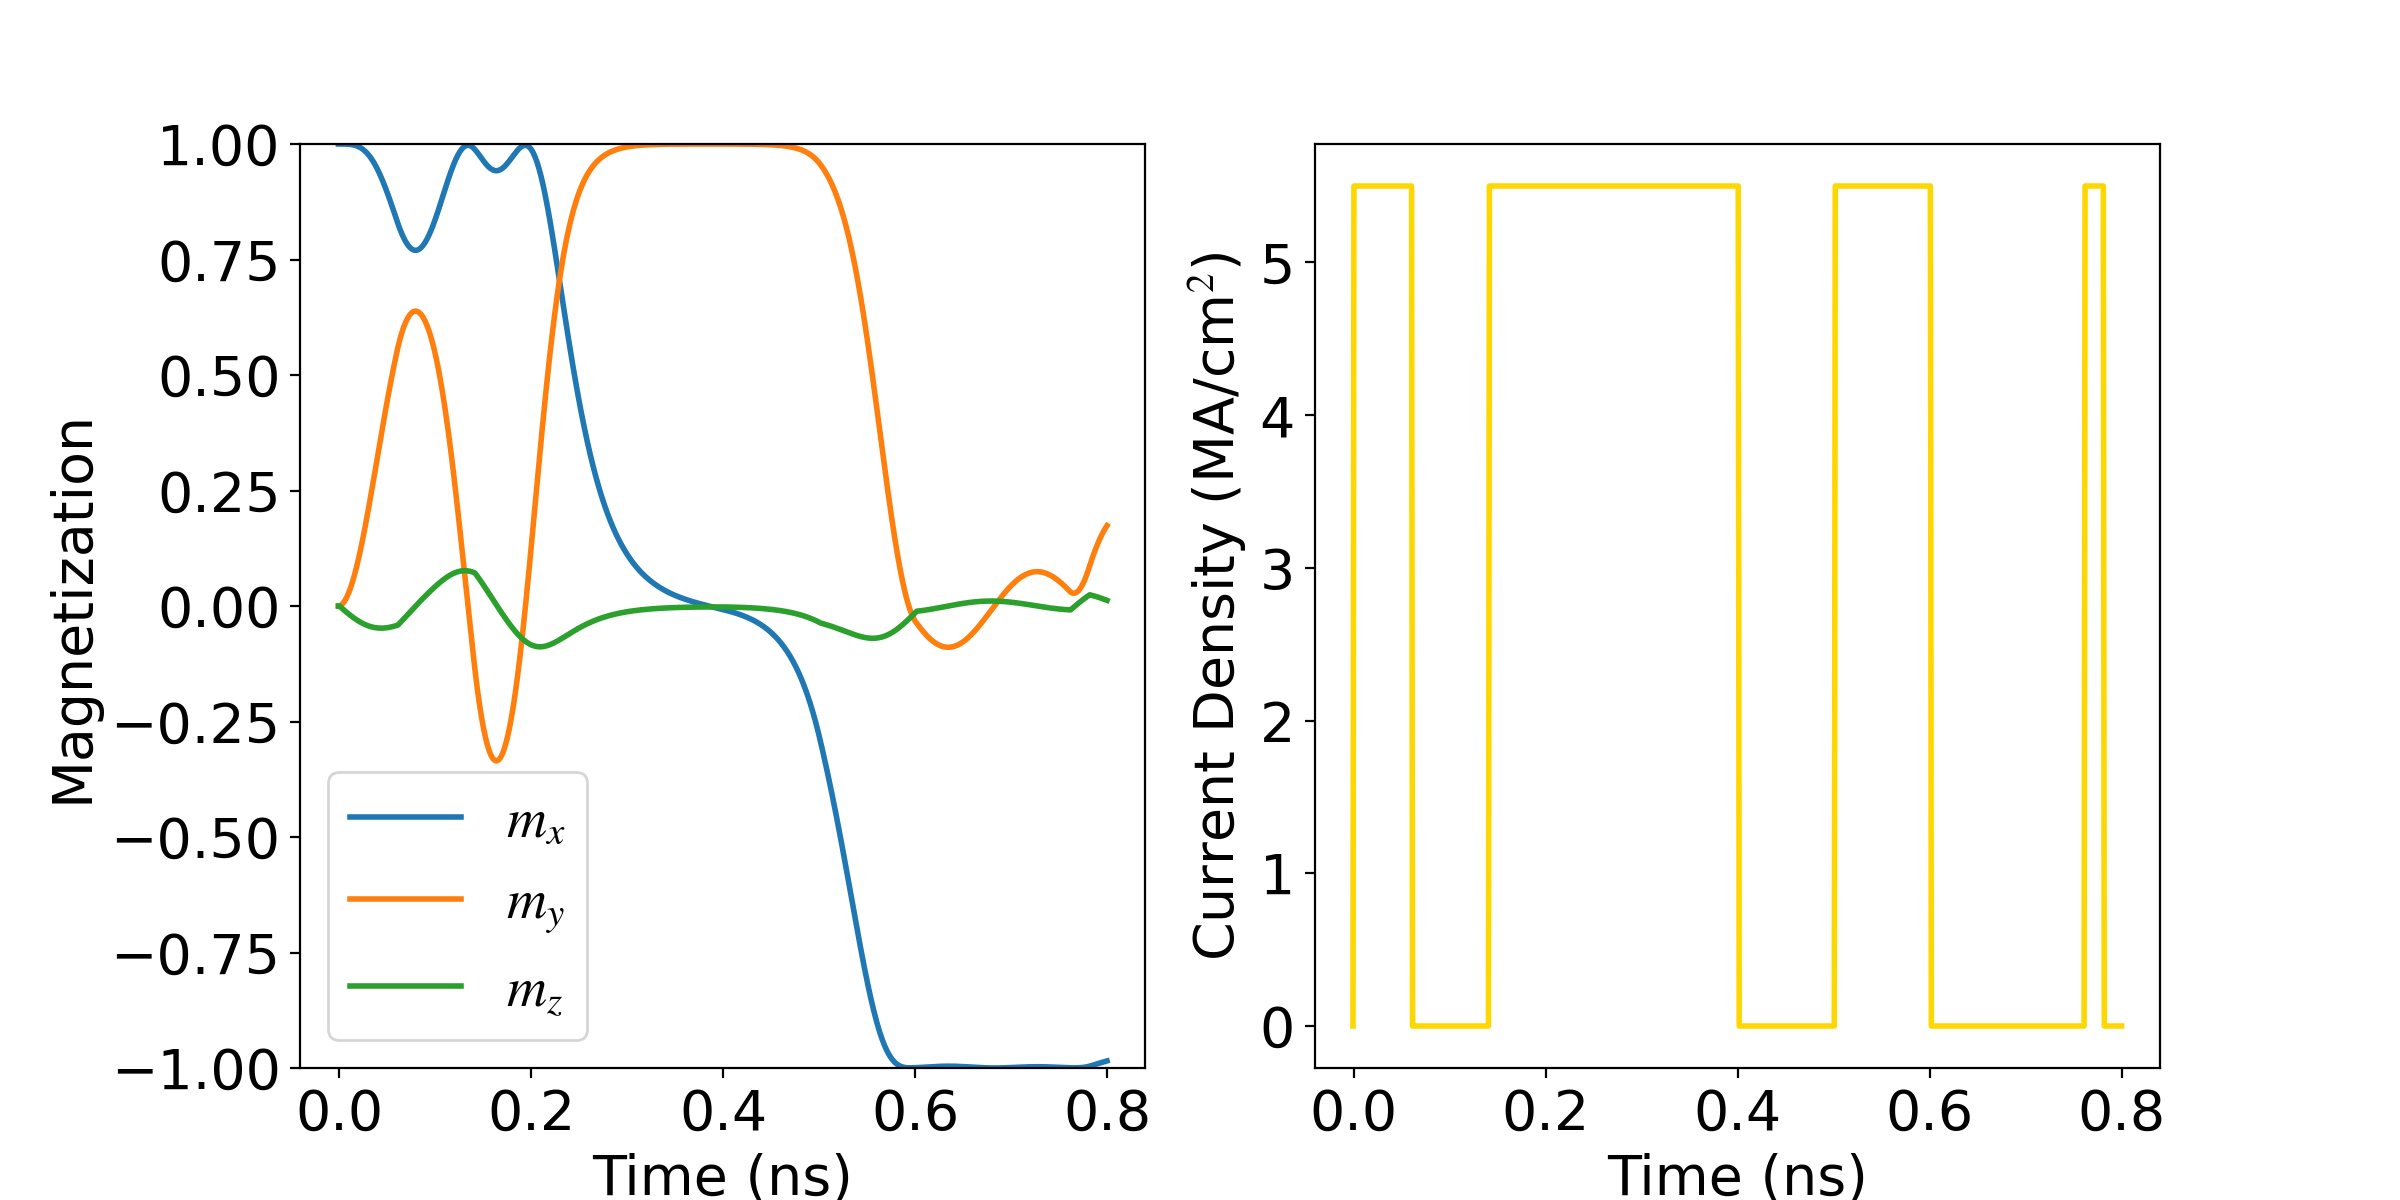 1.00
0.75
0.50
0.25
0.00
−0.25
−0.50
−0.75
−1.00
Magnetization
m_x
m_y
m_z
0.0 0.2 0.4 0.6 0.8
Time (ns)
5
4
3
2
1
0
Current Density (MA/cm²)
0.0 0.2 0.4 0.6 0.8
Time (ns)